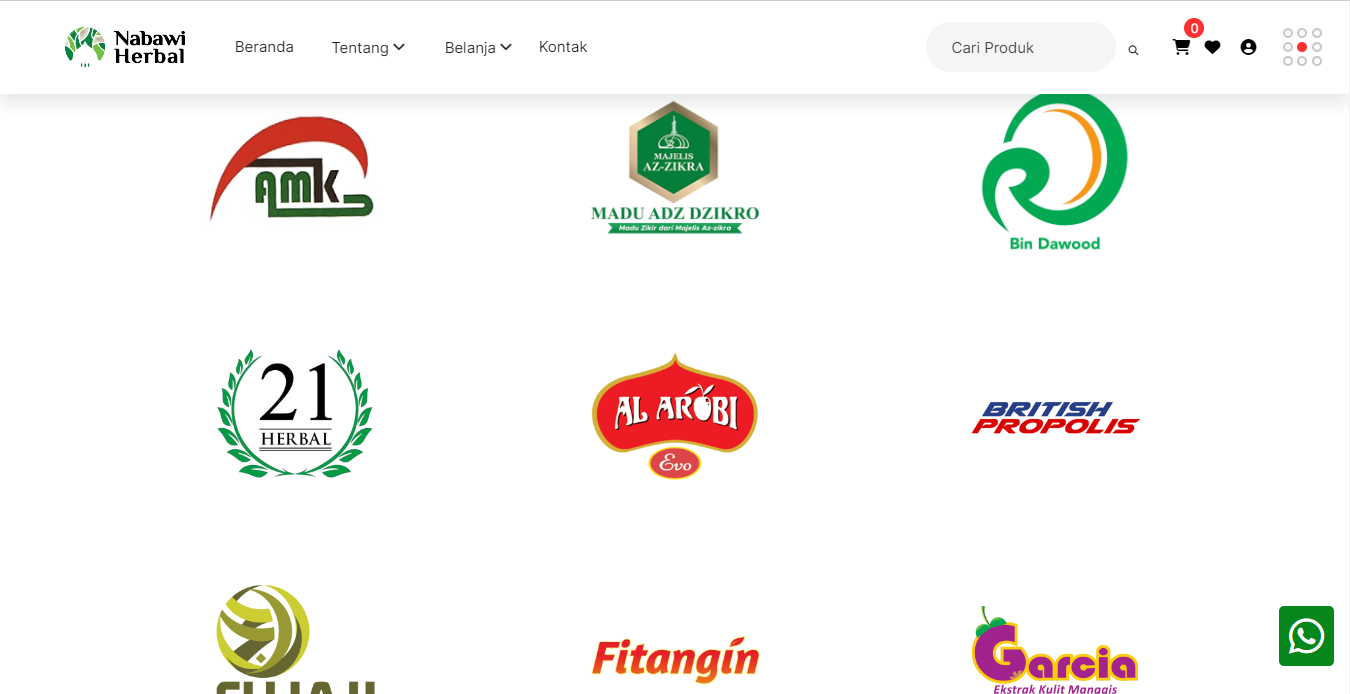 Nabawi
Herbal
Beranda
Tentang
Belanja
Kontak
Cari Produk
0
AMK
MAJELIS
AZ-ZIKRA
MADU ADZ DZIKRO
Madu Zikir dari Majelis Az-zikra
Bin Dawood
21
HERBAL
AL AROBI
Evo
BRITISH
PROPOLIS
Fitangin
Garcia
Ekstrak Kulit Manggis